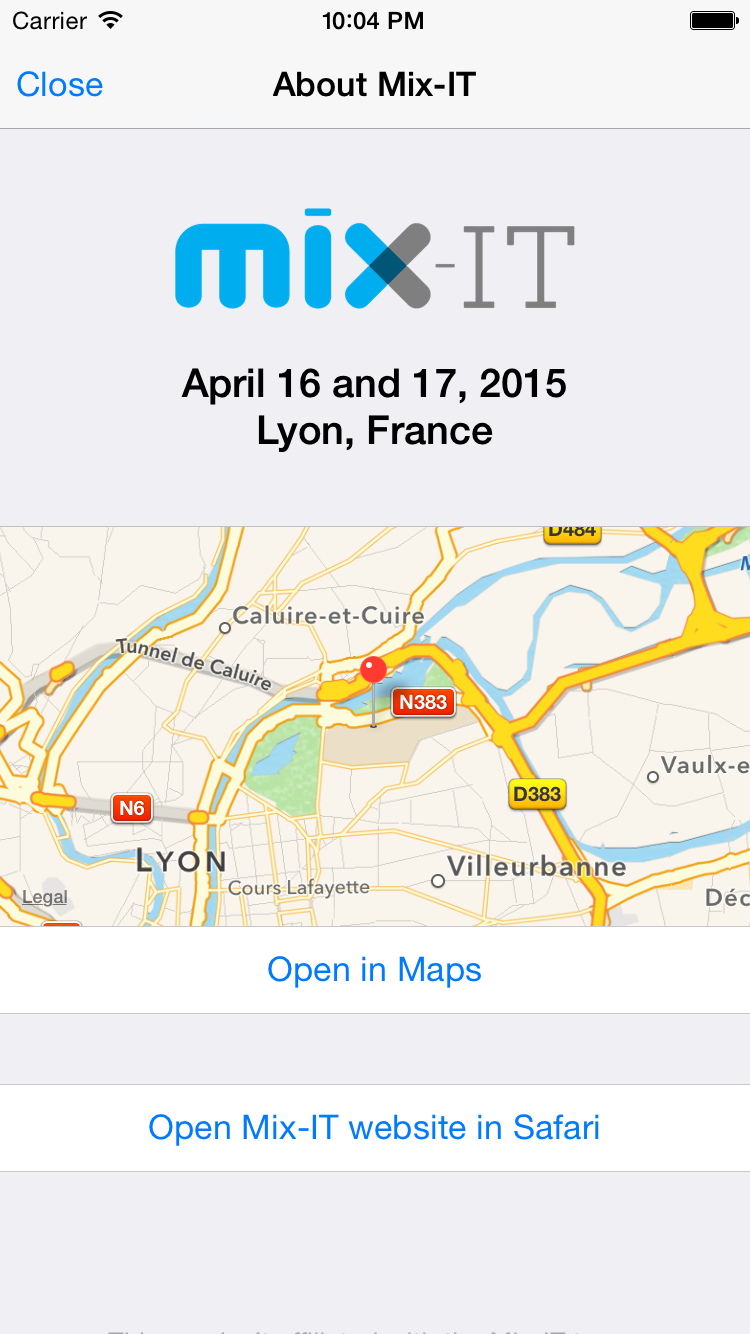 Carrier 10:04 PM
Close About Mix-IT
mix-IT
April 16 and 17, 2015
Lyon, France
D484
Caluire-et-Cuire
Tunnel de Caluire
N383
Vaulx-e
D383
N6
LYON
Villeurbanne
Cours Lafayette
Legal
Déc
Open in Maps
Open Mix-IT website in Safari